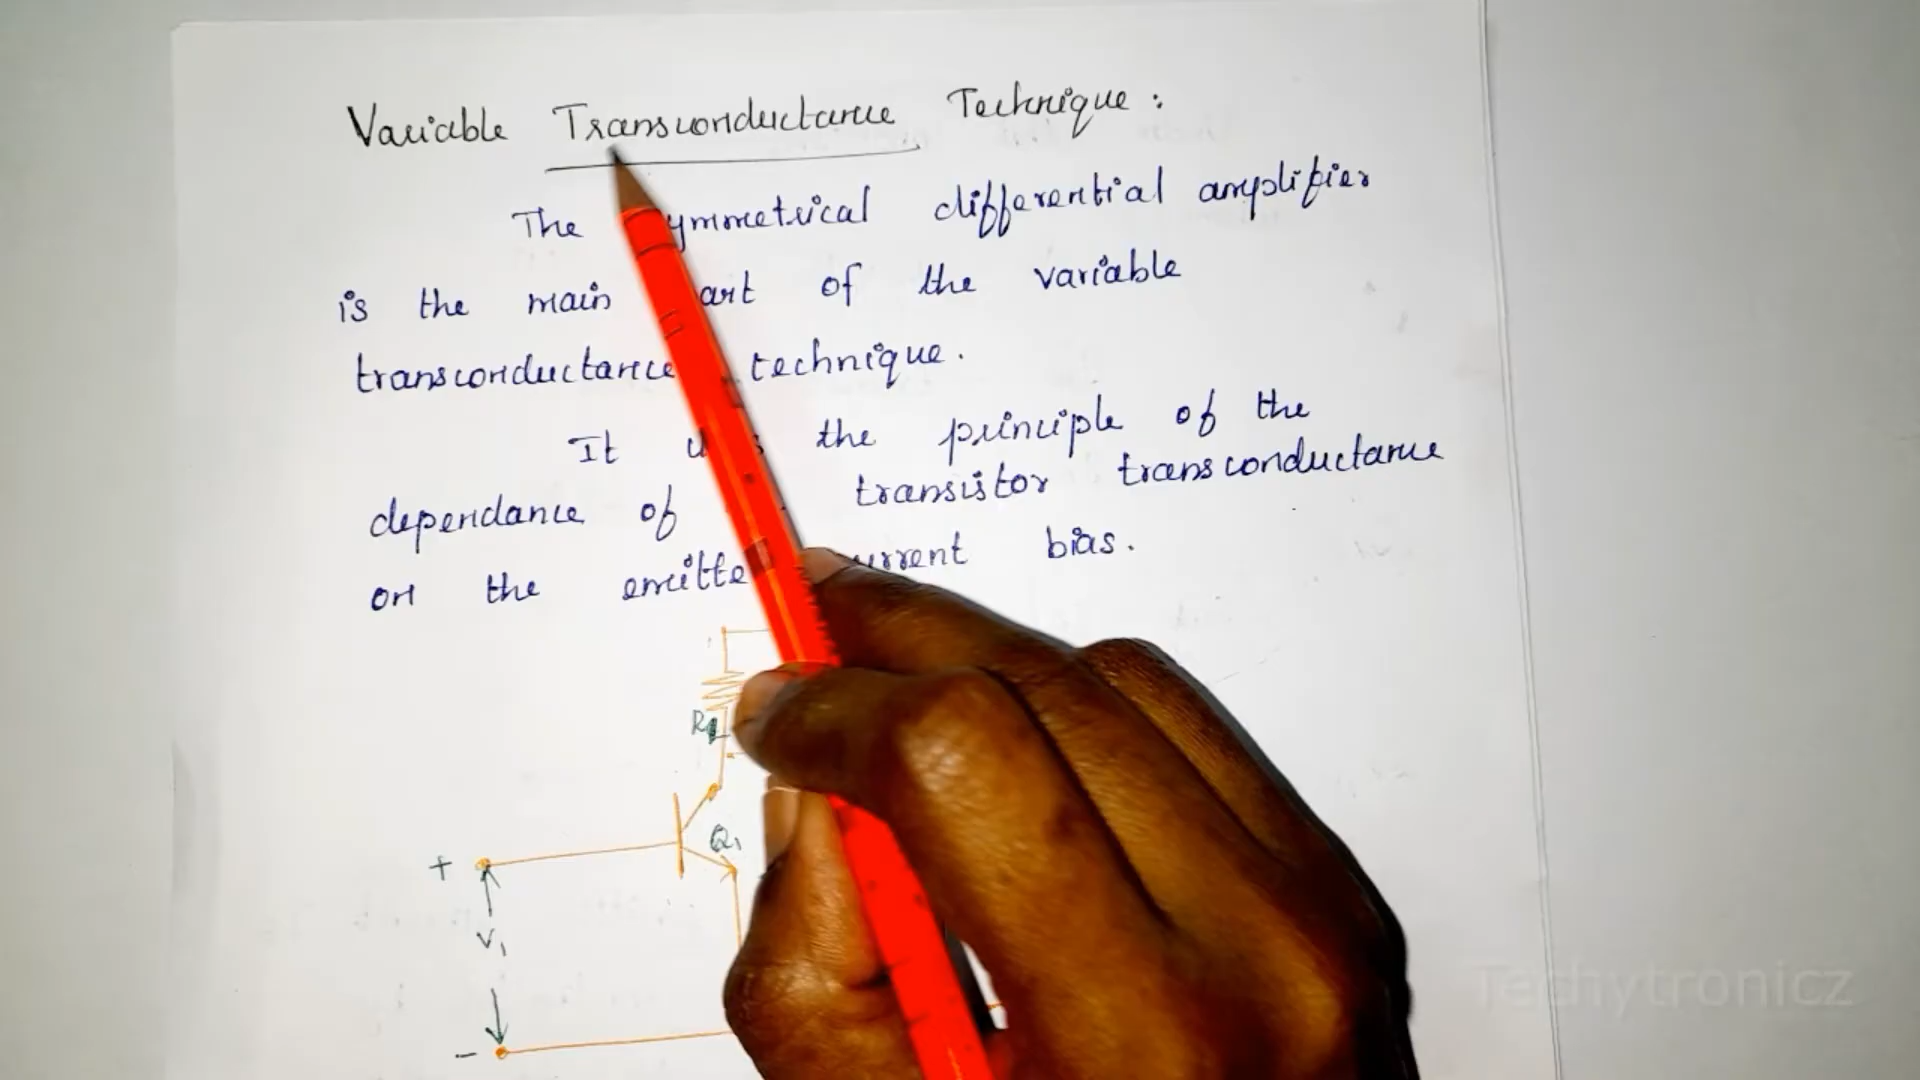 Variable Transconductance Technique :
The ymmetrical differential amplifier
is the main art of the variable
transconductance technique.
It the principle of the
dependance of transistor transconductance
on the emitte urrent bias.
RL
Q1
+
V1
-
Techytronicz